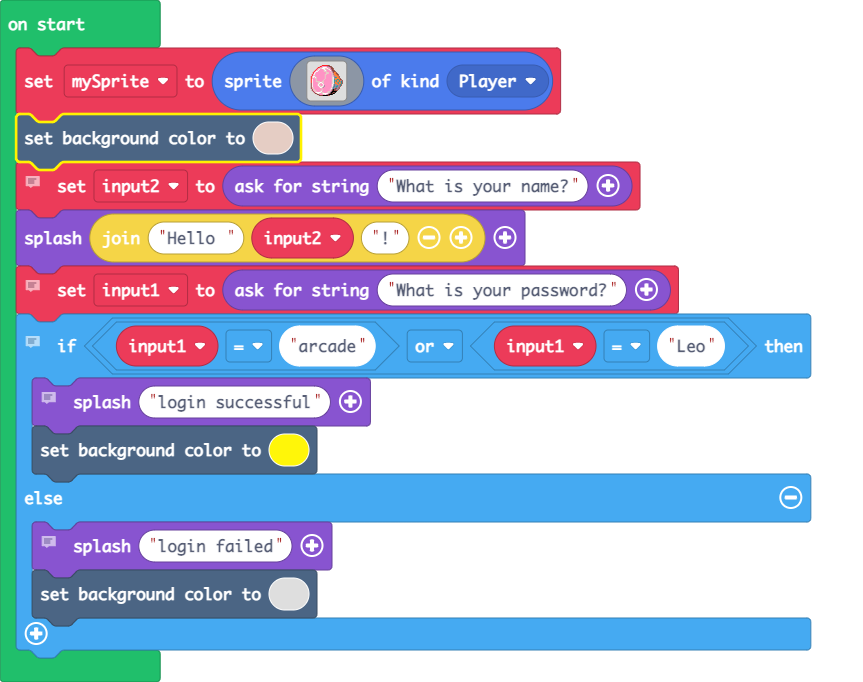 on start
set mySprite to sprite of kind Player
set background color to
set input2 to ask for string "What is your name?"
splash join "Hello " input2 "!"
set input1 to ask for string "What is your password?"
if input1 = "arcade" or input1 = "Leo" then
splash "login successful"
set background color to
else
splash "login failed"
set background color to